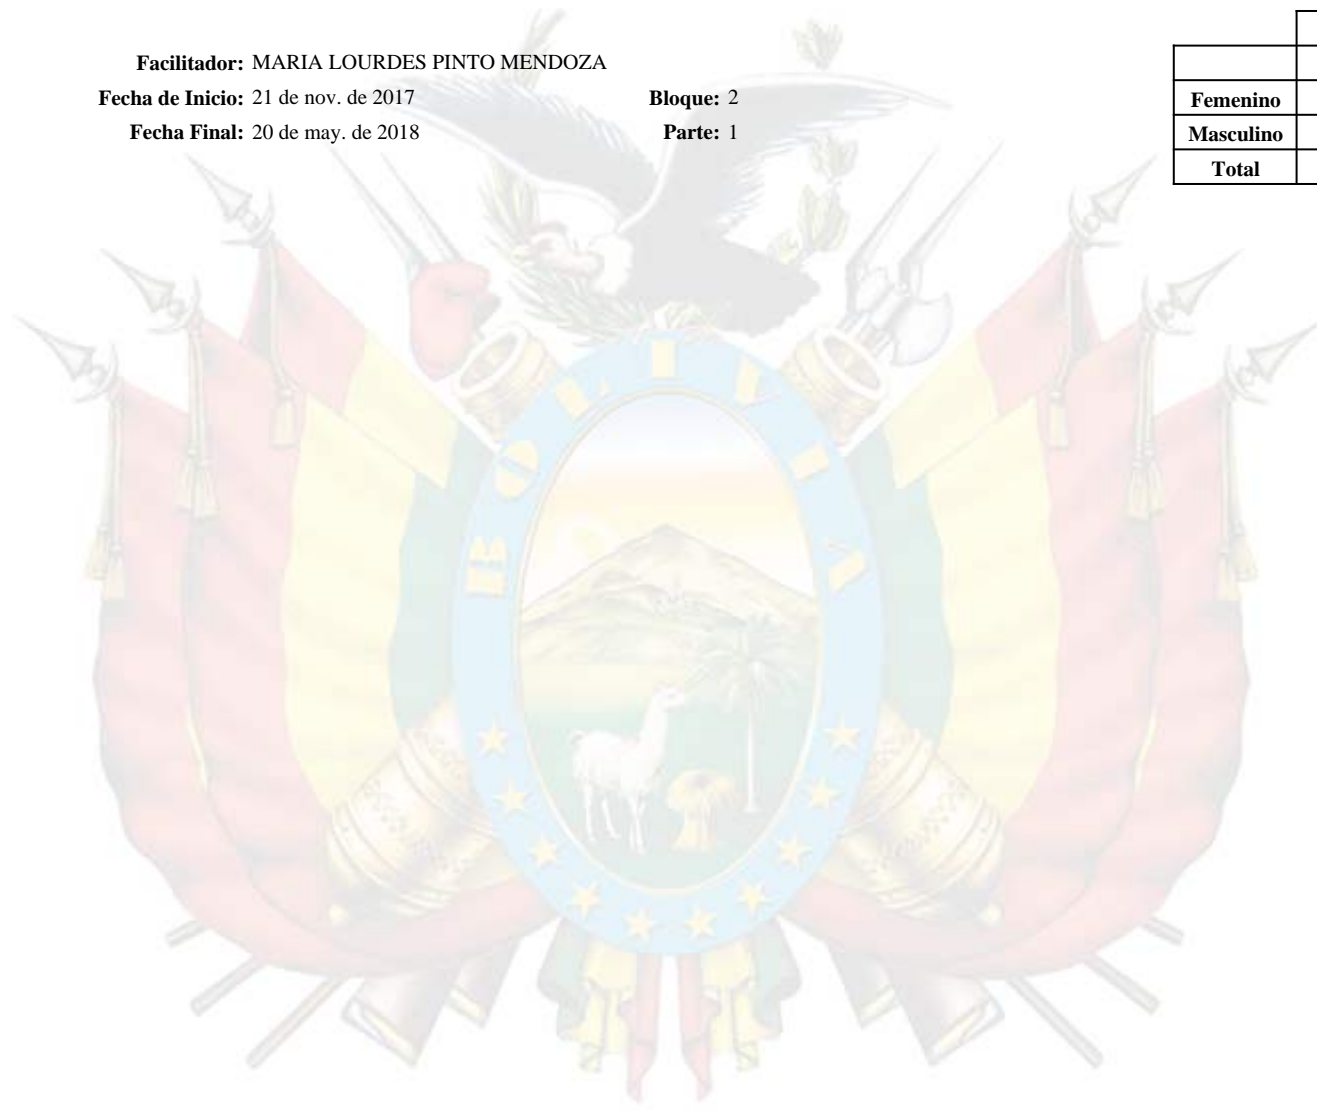 Facilitador: MARIA LOURDES PINTO MENDOZA
Fecha de Inicio: 21 de nov. de 2017 Bloque: 2
Fecha Final: 20 de may. de 2018 Parte: 1
Femenino
Masculino
Total
BOLIVIA